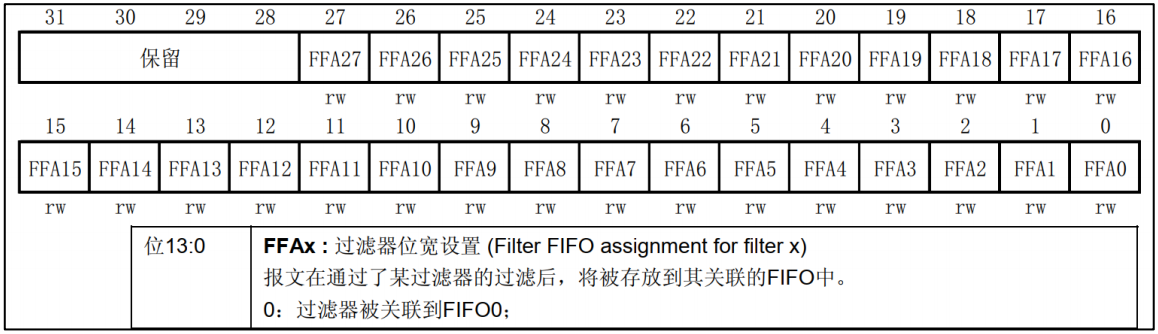 31 30 29 28 27 26 25 24 23 22 21 20 19 18 17 16
保留 FFA27 FFA26 FFA25 FFA24 FFA23 FFA22 FFA21 FFA20 FFA19 FFA18 FFA17 FFA16
rw rw rw rw rw rw rw rw rw rw rw rw
15 14 13 12 11 10 9 8 7 6 5 4 3 2 1 0
FFA15 FFA14 FFA13 FFA12 FFA11 FFA10 FFA9 FFA8 FFA7 FFA6 FFA5 FFA4 FFA3 FFA2 FFA1 FFA0
rw rw rw rw rw rw rw rw rw rw rw rw rw rw rw rw
位13:0 FFAx : 过滤器位宽设置 (Filter FIFO assignment for filter x)
报文在通过了某过滤器的过滤后，将被存放到其关联的FIFO中。
0：过滤器被关联到FIFO0；